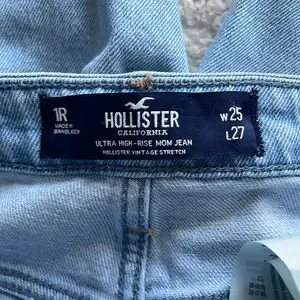 1R
MADE IN
BANGLADESH
HOLLISTER
CALIFORNIA
ULTRA HIGH-RISE MOM JEAN
HOLLISTER VINTAGE STRETCH
W25
L27